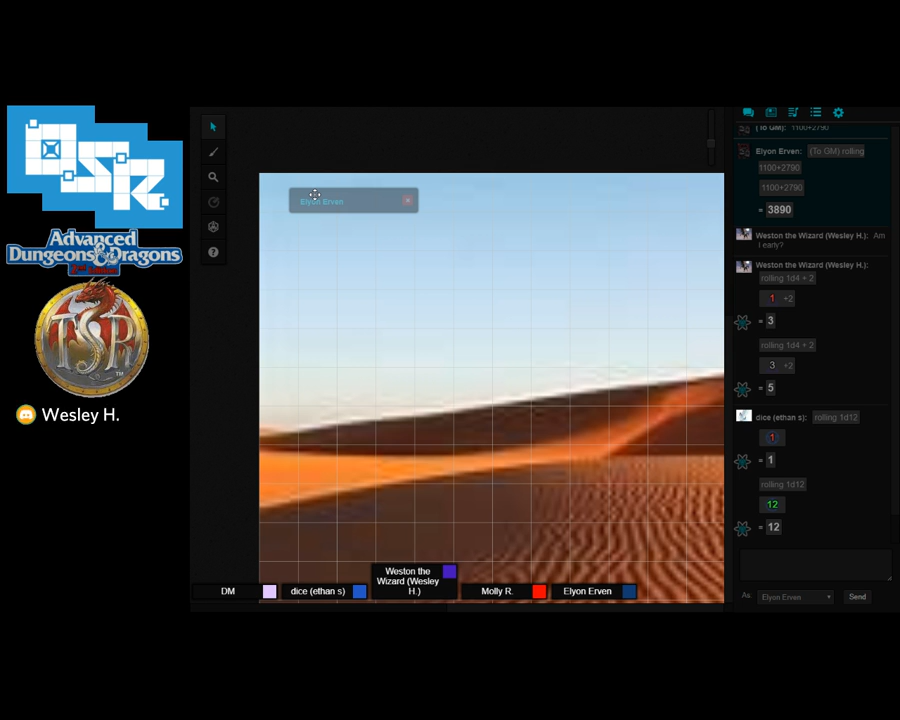 OSR
Advanced
Dungeons & Dragons
2nd Edition
TSR
TM
Wesley H.
Elyon Erven
DM
dice (ethan s)
Weston the
Wizard (Wesley
H.)
Molly R.
Elyon Erven
(To GM): 1100+2790
Elyon Erven: (To GM) rolling
1100+2790
1100+2790
= 3890
Weston the Wizard (Wesley H.): Am
i early?
Weston the Wizard (Wesley H.):
rolling 1d4 + 2
1 +2
= 3
rolling 1d4 + 2
3 +2
= 5
dice (ethan s): rolling 1d12
1
= 1
rolling 1d12
12
= 12
As: Elyon Erven Send